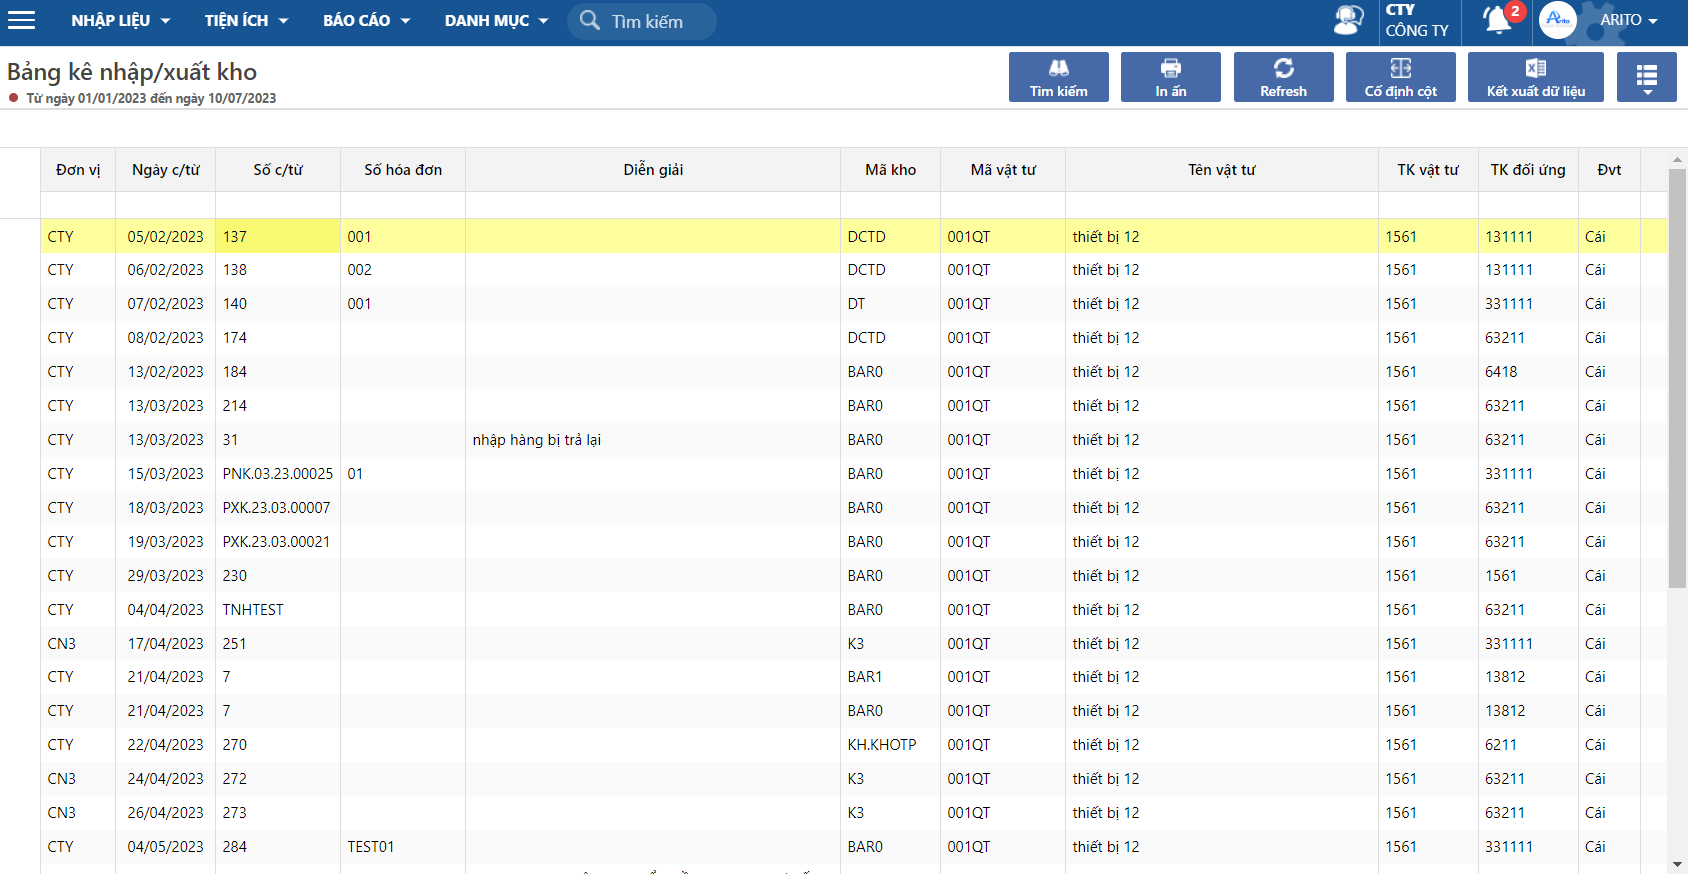 NHẬP LIỆU TIỆN ÍCH BÁO CÁO DANH MỤC Tìm kiếm CTY CÔNG TY 2 Arito ARITO
Bảng kê nhập/xuất kho
Từ ngày 01/01/2023 đến ngày 10/07/2023
Tìm kiếm In ấn Refresh Cố định cột Kết xuất dữ liệu
Đơn vị Ngày c/từ Số c/từ Số hóa đơn Diễn giải Mã kho Mã vật tư Tên vật tư TK vật tư TK đối ứng Đvt
CTY 05/02/2023 137 001 DCTD 001QT thiết bị 12 1561 131111 Cái
CTY 06/02/2023 138 002 DCTD 001QT thiết bị 12 1561 131111 Cái
CTY 07/02/2023 140 001 DT 001QT thiết bị 12 1561 331111 Cái
CTY 08/02/2023 174 DCTD 001QT thiết bị 12 1561 63211 Cái
CTY 13/02/2023 184 BAR0 001QT thiết bị 12 1561 6418 Cái
CTY 13/03/2023 214 BAR0 001QT thiết bị 12 1561 63211 Cái
CTY 13/03/2023 31 nhập hàng bị trả lại BAR0 001QT thiết bị 12 1561 63211 Cái
CTY 15/03/2023 PNK.03.23.00025 01 BAR0 001QT thiết bị 12 1561 331111 Cái
CTY 18/03/2023 PXK.23.03.00007 BAR0 001QT thiết bị 12 1561 63211 Cái
CTY 19/03/2023 PXK.23.03.00021 BAR0 001QT thiết bị 12 1561 63211 Cái
CTY 29/03/2023 230 BAR0 001QT thiết bị 12 1561 1561 Cái
CTY 04/04/2023 TNHTEST BAR0 001QT thiết bị 12 1561 63211 Cái
CN3 17/04/2023 251 K3 001QT thiết bị 12 1561 331111 Cái
CTY 21/04/2023 7 BAR1 001QT thiết bị 12 1561 13812 Cái
CTY 21/04/2023 7 BAR0 001QT thiết bị 12 1561 13812 Cái
CTY 22/04/2023 270 KH.KHOTP 001QT thiết bị 12 1561 6211 Cái
CN3 24/04/2023 272 K3 001QT thiết bị 12 1561 63211 Cái
CN3 26/04/2023 273 K3 001QT thiết bị 12 1561 63211 Cái
CTY 04/05/2023 284 TEST01 BAR0 001QT thiết bị 12 1561 331111 Cái